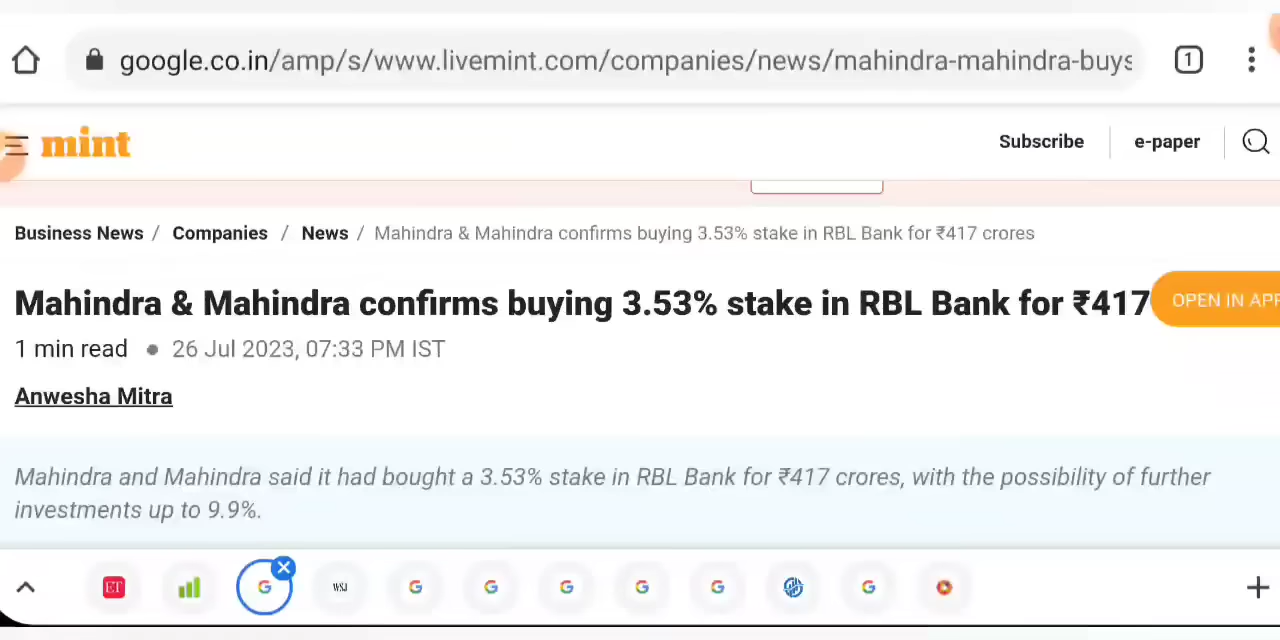 google.co.in/amp/s/www.livemint.com/companies/news/mahindra-mahindra-buys
1
mint
Subscribe
e-paper
Business News / Companies / News / Mahindra & Mahindra confirms buying 3.53% stake in RBL Bank for ₹417 crores
Mahindra & Mahindra confirms buying 3.53% stake in RBL Bank for ₹417
OPEN IN APP
1 min read ● 26 Jul 2023, 07:33 PM IST
Anwesha Mitra
Mahindra and Mahindra said it had bought a 3.53% stake in RBL Bank for ₹417 crores, with the possibility of further
investments up to 9.9%.
ET
G
WSJ
G
G
G
G
G
G